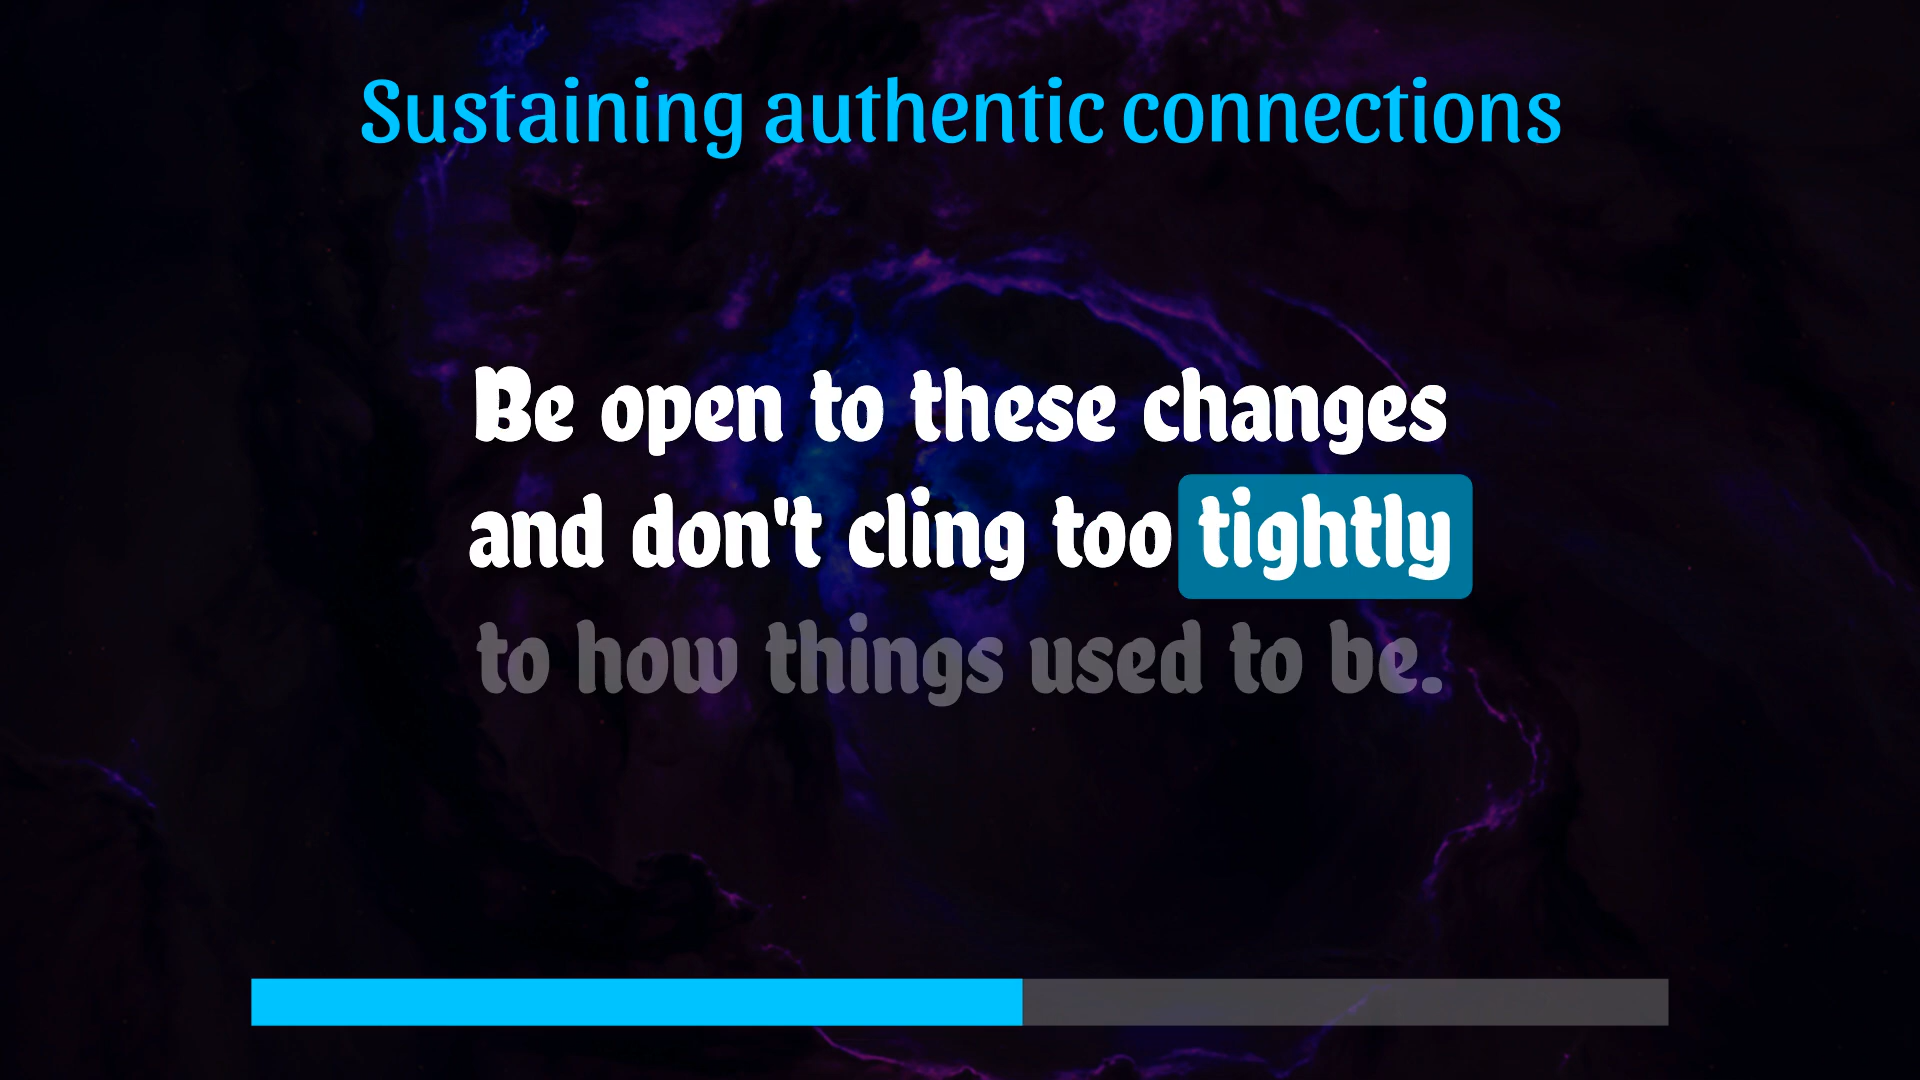 Sustaining authentic connections
Be open to these changes
and don't cling too tightly
to how things used to be.